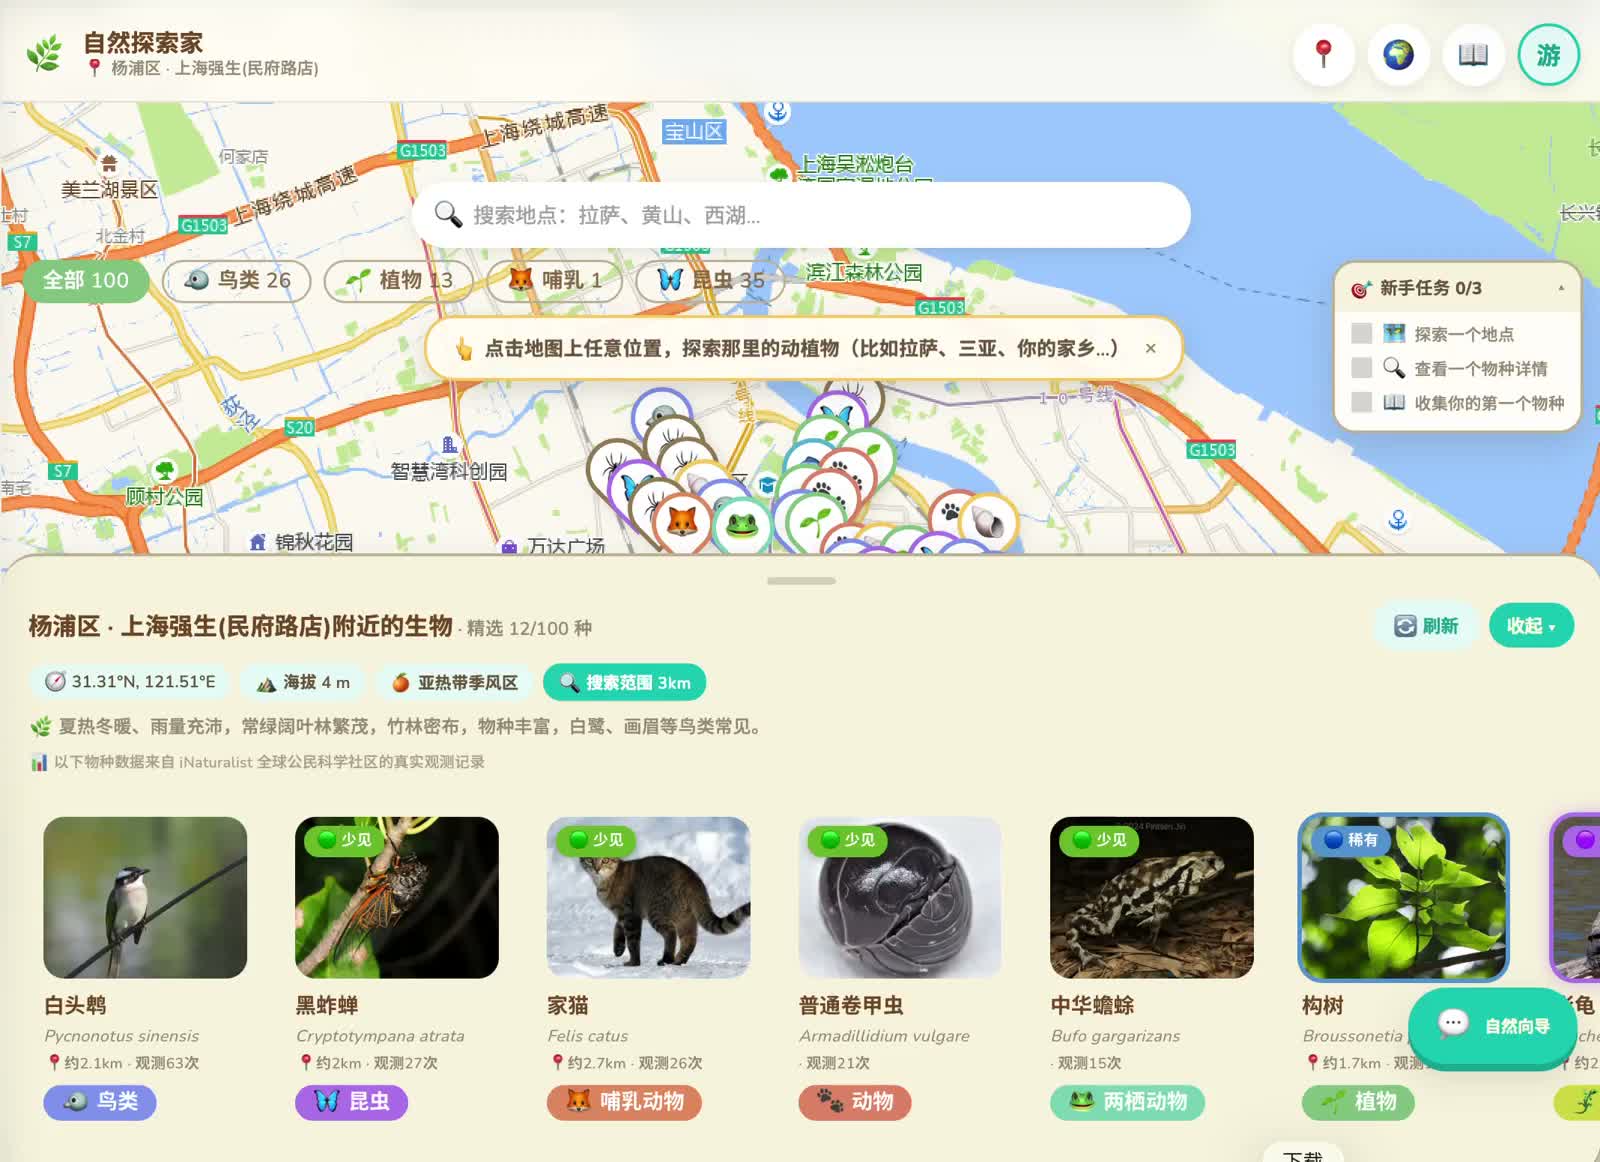 自然探索家
杨浦区 · 上海强生(民府路店)
游
上海绕城高速
宝山区
G1503
何家店
上海吴淞炮台
美兰湖景区
上海绕城高速
搜索地点：拉萨、黄山、西湖...
G1503
北金村
S7
全部 100
鸟类 26
植物 13
哺乳 1
昆虫 35
滨江森林公园
G1503
新手任务 0/3
探索一个地点
查看一个物种详情
收集你的第一个物种
点击地图上任意位置，探索那里的动植物（比如拉萨、三亚、你的家乡...） ×
10号线
号线
S20
G1503
S7
智慧湾科创园
顾村公园
南宅
锦秋花园
万达广场
杨浦区 · 上海强生(民府路店)附近的生物 · 精选 12/100 种
刷新
收起 ▾
31.31°N, 121.51°E
海拔 4 m
亚热带季风区
搜索范围 3km
夏热冬暖、雨量充沛，常绿阔叶林繁茂，竹林密布，物种丰富，白鹭、画眉等鸟类常见。
以下物种数据来自 iNaturalist 全球公民科学社区的真实观测记录
少见
少见
少见
少见
稀有
白头鹎
Pycnonotus sinensis
约2.1km · 观测63次
鸟类
黑蚱蝉
Cryptotympana atrata
约2km · 观测27次
昆虫
家猫
Felis catus
约2.7km · 观测26次
哺乳动物
普通卷甲虫
Armadillidium vulgare
· 观测21次
动物
中华蟾蜍
Bufo gargarizans
· 观测15次
两栖动物
构树
Broussonetia
约1.7km · 观测
植物
龟
自然向导
下载